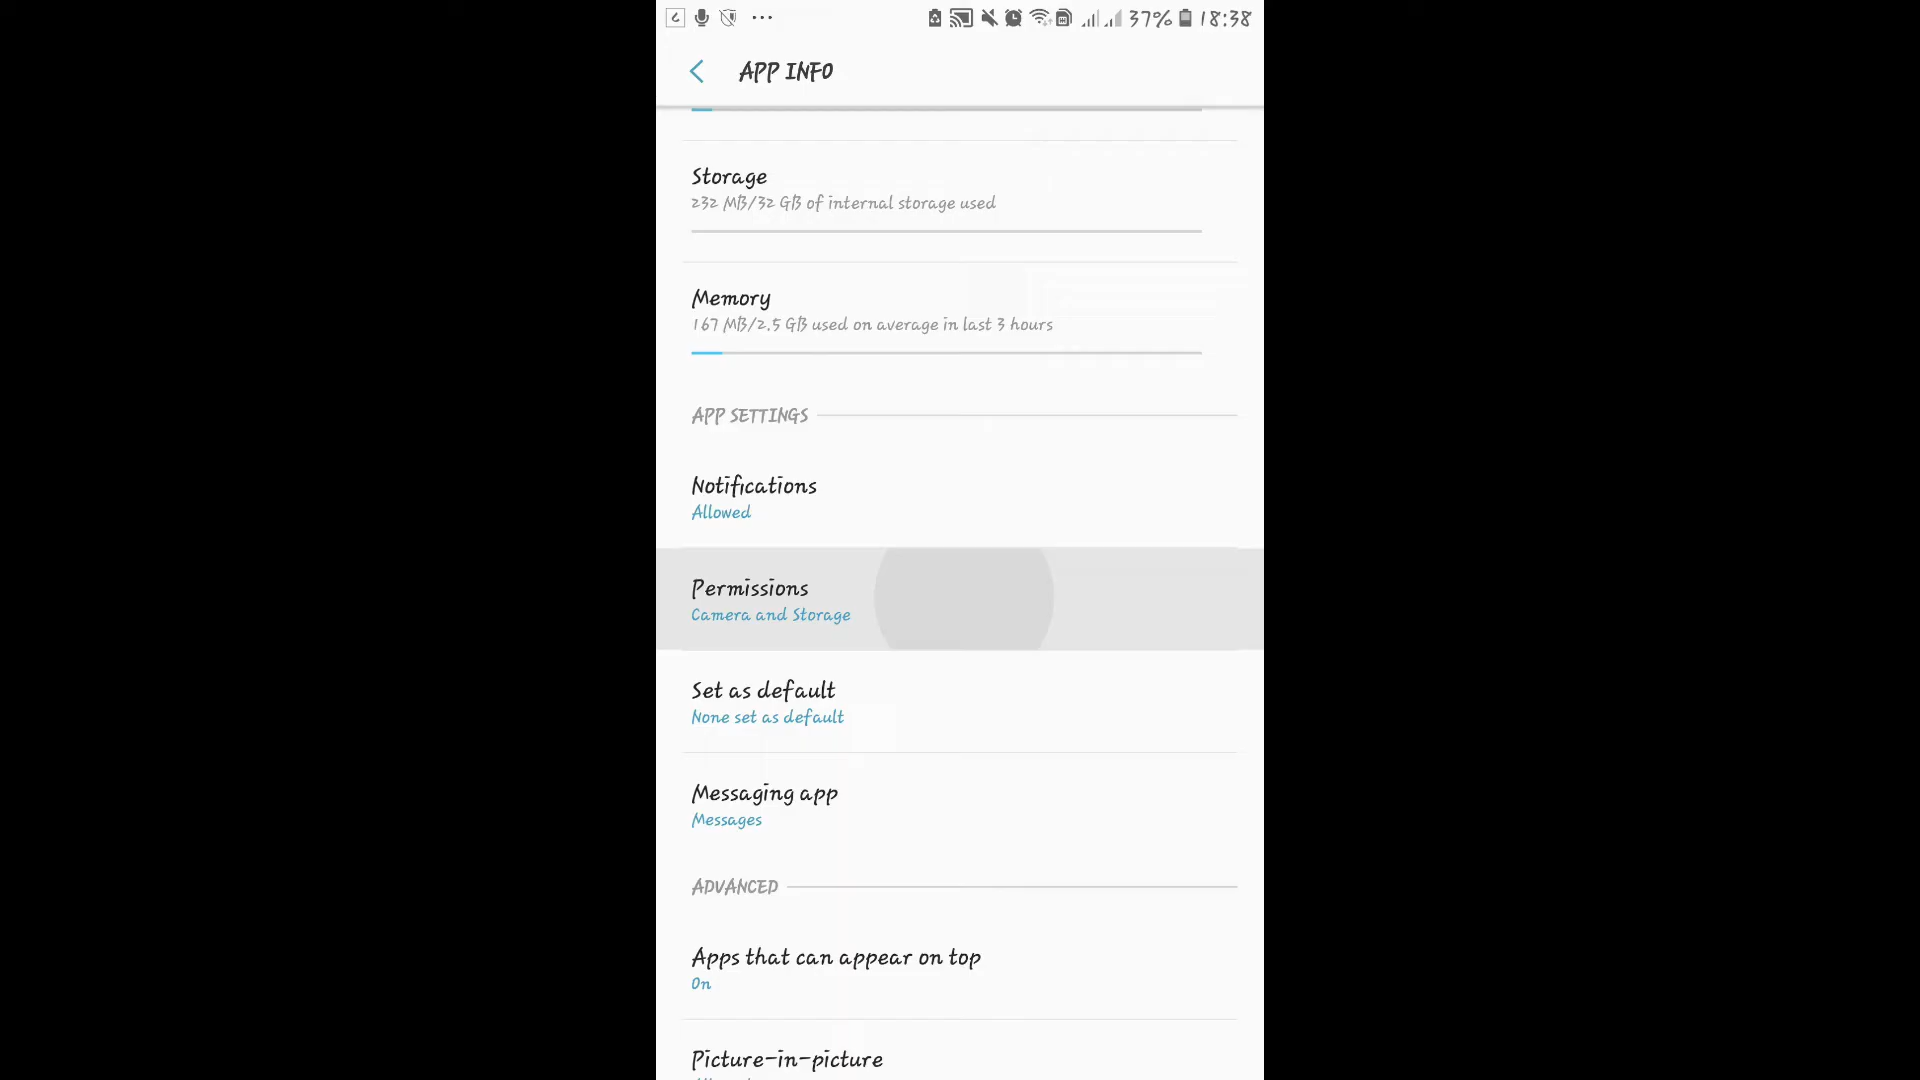 37% 18:38
APP INFO
Storage
232 MB/32 GB of internal storage used
Memory
167 MB/2.5 GB used on average in last 3 hours
APP SETTINGS
Notifications
Allowed
Permissions
Camera and Storage
Set as default
None set as default
Messaging app
Messages
ADVANCED
Apps that can appear on top
On
Picture-in-picture